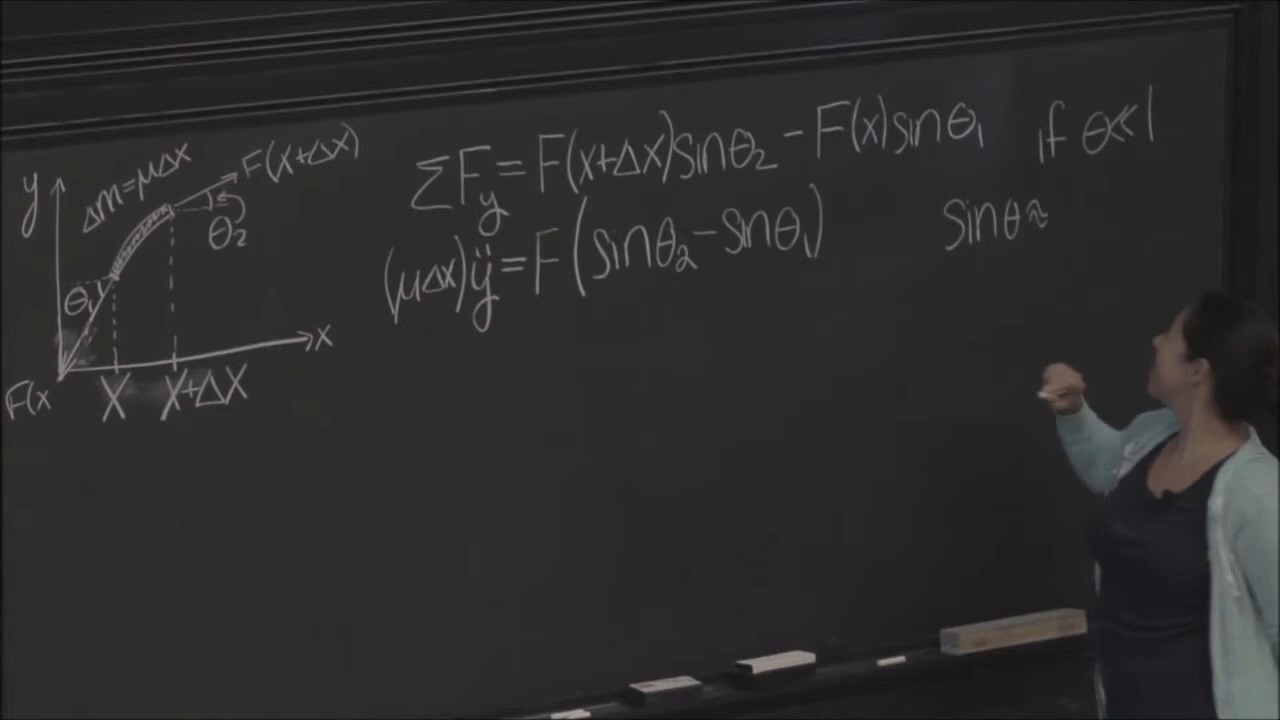 y
Δm=μΔx
F(x+Δx)
θ₂
θ₁
x
F(x
X
X+ΔX
ΣF_y = F(x+Δx)sinθ₂ - F(x)sinθ₁
if θ≪1
(μΔx)ÿ = F(sinθ₂ - sinθ₁)
sinθ≈